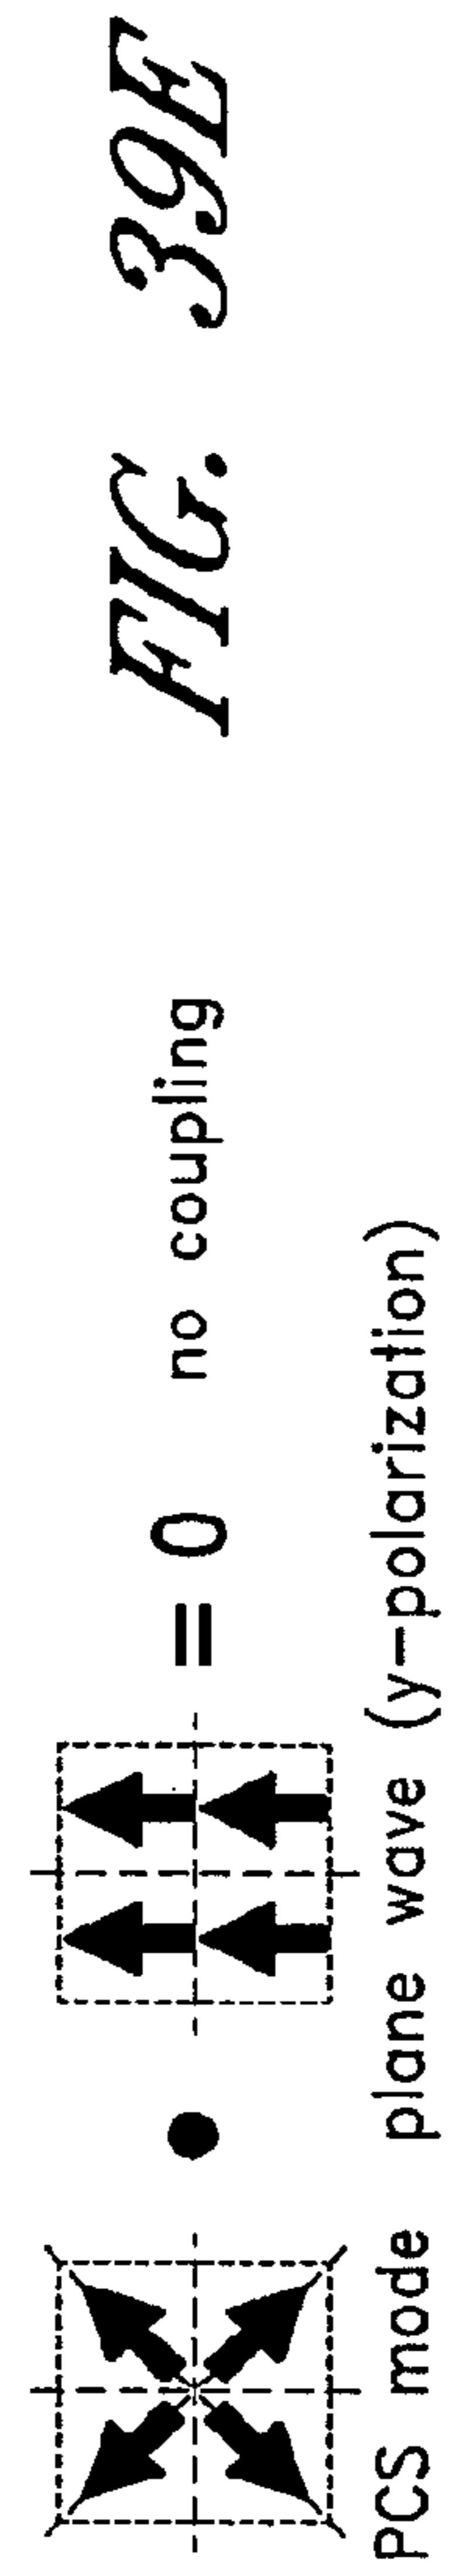 = 0 no coupling
PCS mode plane wave (y-polarization)
FIG. 39E